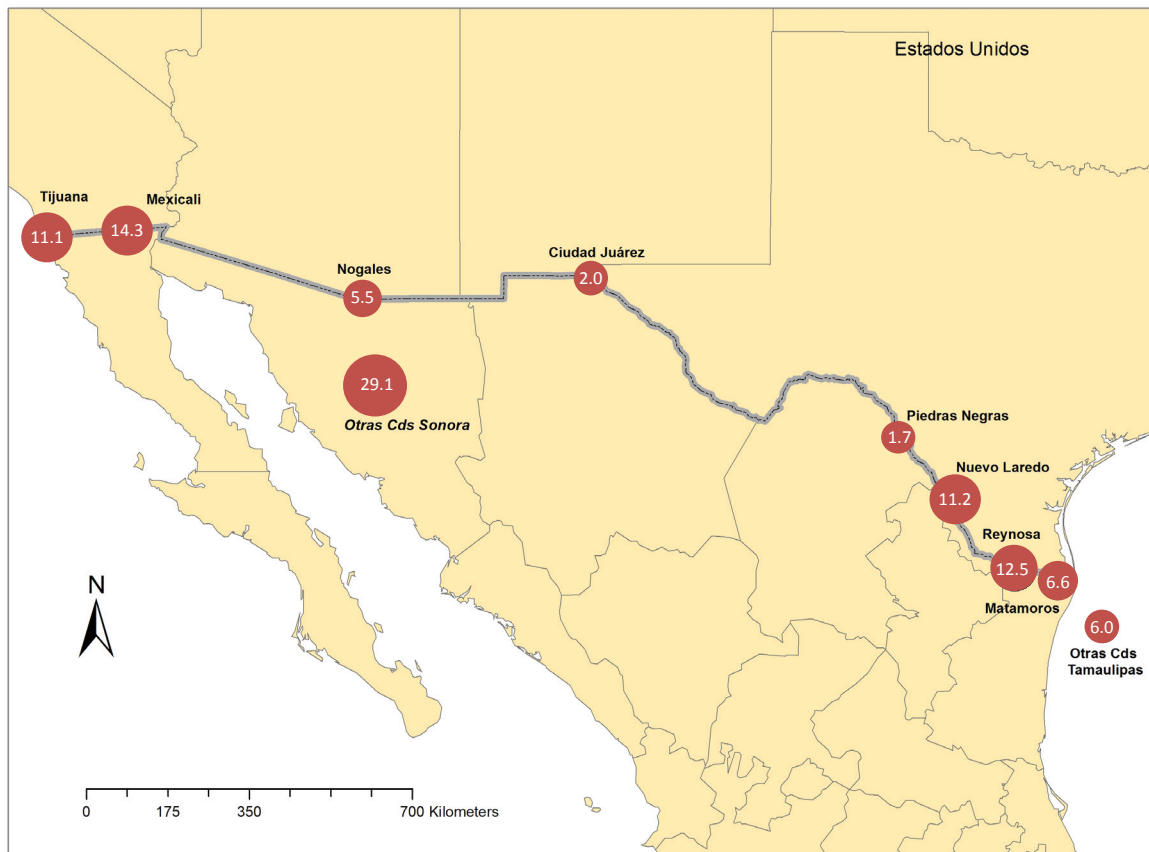 Estados Unidos
Tijuana
Mexicali
11.1
14.3
Ciudad Juárez
2.0
Nogales
5.5
29.1
Otras Cds Sonora
Piedras Negras
1.7
Nuevo Laredo
11.2
Reynosa
12.5
6.6
Matamoros
6.0
Otras Cds
Tamaulipas
N
0 175 350 700 Kilometers